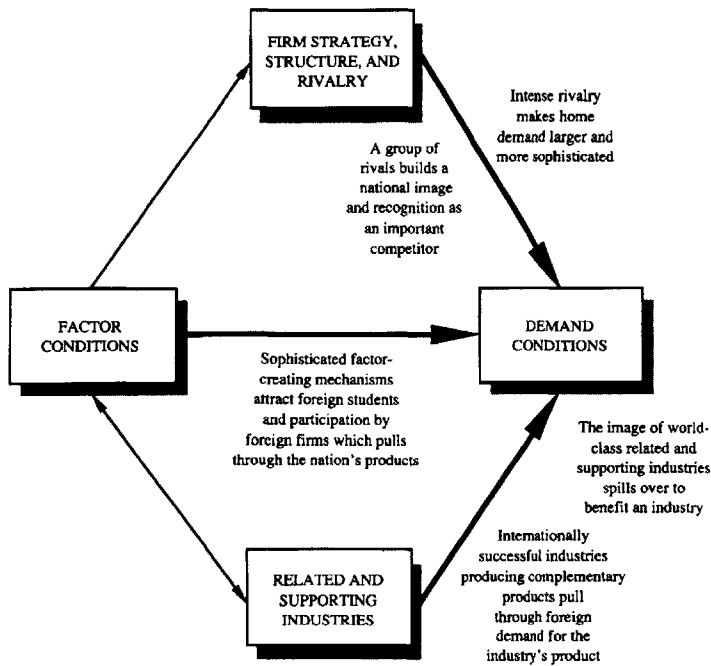 FIRM STRATEGY,
STRUCTURE, AND
RIVALRY
Intense rivalry
makes home
demand larger and
more sophisticated
A group of
rivals builds a
national image
and recognition as
an important
competitor
FACTOR
CONDITIONS
DEMAND
CONDITIONS
Sophisticated factor-
creating mechanisms
attract foreign students
and participation by
foreign firms which pulls
through the nation's products
The image of world-
class related and
supporting industries
spills over to
benefit an industry
Internationally
successful industries
producing complementary
products pull
through foreign
demand for the
industry's product
RELATED AND
SUPPORTING
INDUSTRIES